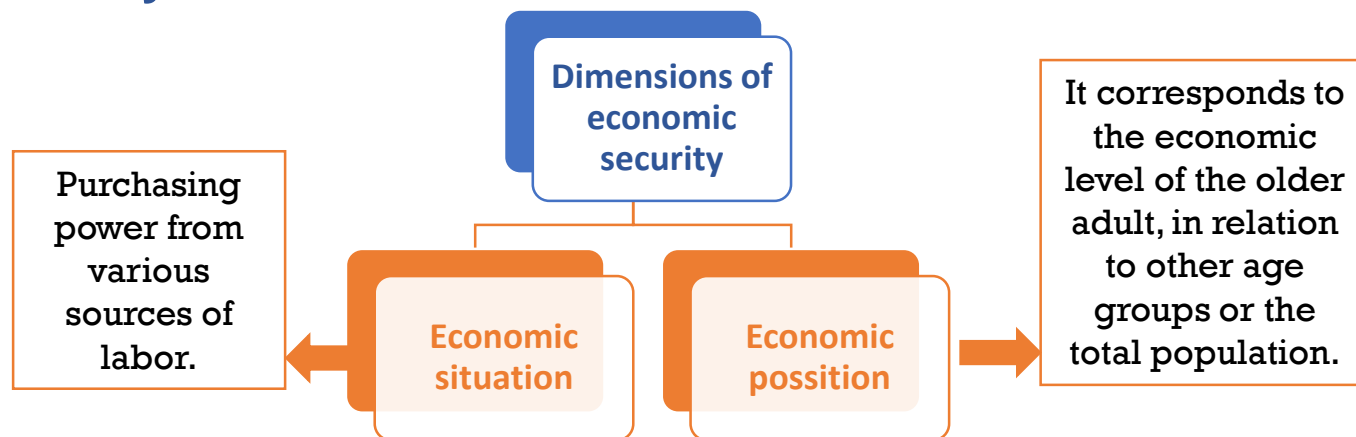 Dimensions of
economic
security
Purchasing
power from
various
sources of
labor.
Economic
situation
Economic
possition
It corresponds to
the economic
level of the older
adult, in relation
to other age
groups or the
total population.